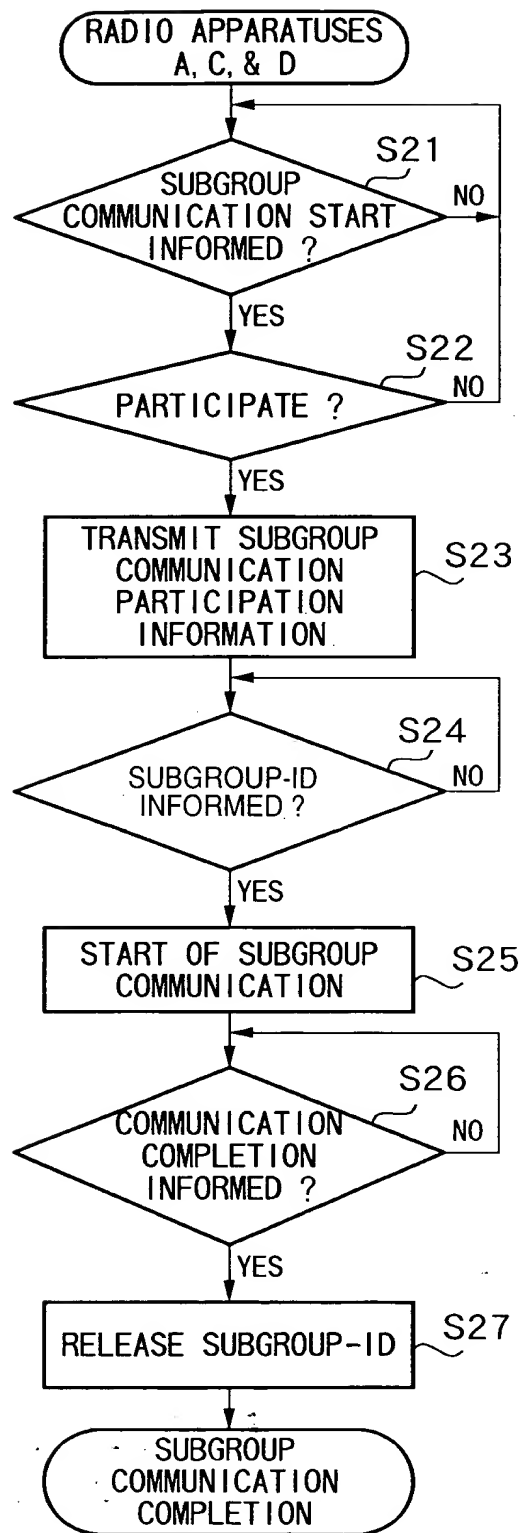 RADIO APPARATUSES
A, C, & D
S21
SUBGROUP
COMMUNICATION START
INFORMED ?
NO
YES
S22
PARTICIPATE ?
NO
YES
TRANSMIT SUBGROUP
COMMUNICATION
PARTICIPATION
INFORMATION
S23
S24
SUBGROUP-ID
INFORMED ?
NO
YES
START OF SUBGROUP
COMMUNICATION
S25
S26
COMMUNICATION
COMPLETION
INFORMED ?
NO
YES
RELEASE SUBGROUP-ID
S27
SUBGROUP
COMMUNICATION
COMPLETION